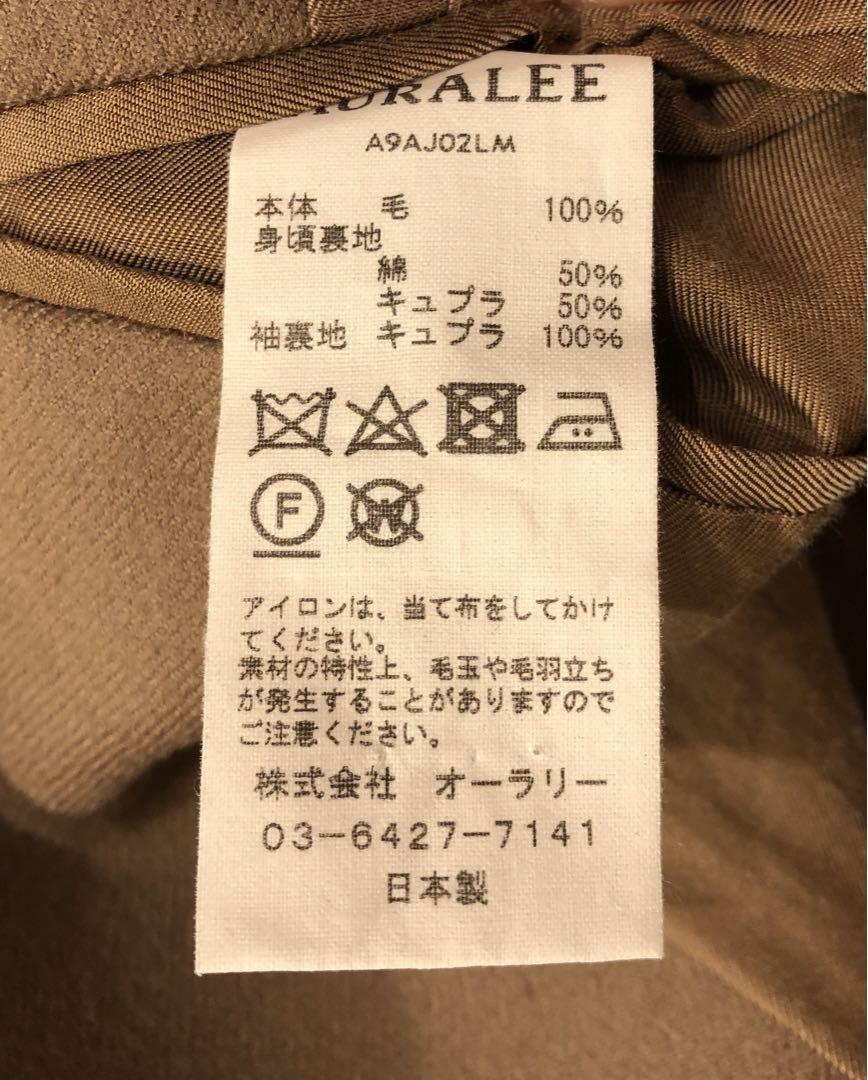 AURALEE
A9AJ02LM
本体 毛 100%
身頃裏地
綿 50%
キュプラ 50%
袖裏地 キュプラ 100%
F
W
アイロンは、当て布をしてかけ
てください。
素材の特性上、毛玉や毛羽立ち
が発生することがありますので
ご注意ください。
株式会社 オーラリー
03-6427-7141
日本製